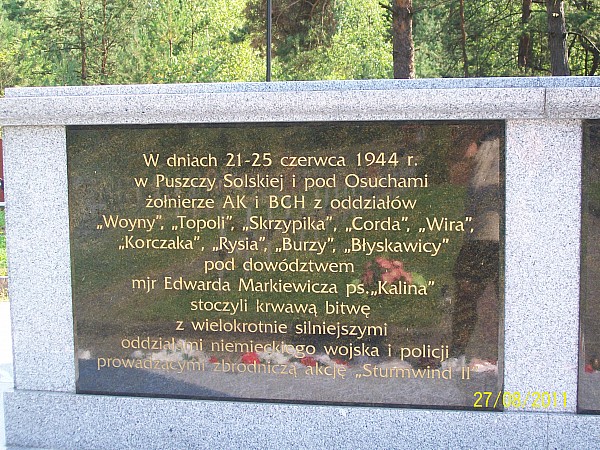 W dniach 21-25 czerwca 1944 r.
w Puszczy Solskiej i pod Osuchami
żołnierze AK i BCH z oddziałów
„Woyny”, „Topoli”, „Skrzypika”, „Corda”, „Wira”,
„Korczaka”, „Rysia”, „Burzy”, „Błyskawicy”
pod dowództwem
mjr Edwarda Markiewicza ps. „Kalina”
stoczyli krwawą bitwę
z wielokrotnie silniejszymi
oddziałami niemieckiego wojska i policji
prowadzącymi zbrodniczą akcję „Sturmwind II
27/08/2011